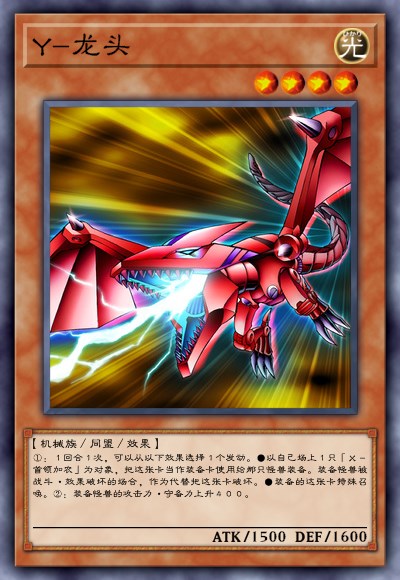 Y-龙头
ひかり
光
【机械族／同盟／效果】
①：1回合1次，可以从以下效果选择1个发动。●以自己场上1只「X-
首领加农」为对象，把这张卡当作装备卡使用给那只怪兽装备。装备怪兽被
战斗·效果破坏的场合，作为代替把这张卡破坏。●装备的这张卡特殊召
唤。②：装备怪兽的攻击力·守备力上升４００。
ATK/1500 DEF/1600